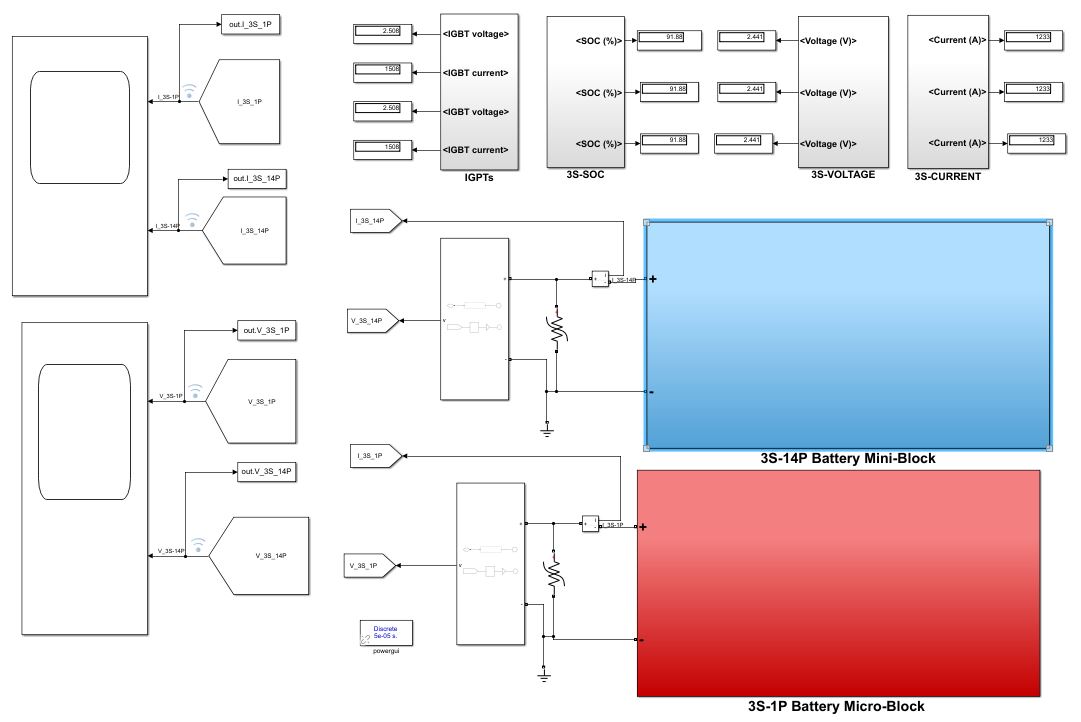 out.I_3S_1P
I_3S-1P
I_3S_1P
out.I_3S_14P
I_3S-14P
I_3S_14P
out.V_3S_1P
V_3S-1P
V_3S_1P
out.V_3S_14P
V_3S-14P
V_3S_14P
2.508
<IGBT voltage>
1508
<IGBT current>
2.508
<IGBT voltage>
1508
<IGBT current>
IGPTs
<SOC (%)>
91.88
<SOC (%)>
91.88
<SOC (%)>
91.88
3S-SOC
2.441
<Voltage (V)>
2.441
<Voltage (V)>
2.441
<Voltage (V)>
3S-VOLTAGE
<Current (A)>
1233
<Current (A)>
1233
<Current (A)>
1233
3S-CURRENT
I_3S_14P
V_3S_14P
v
+
-
+
i
-
I_3S-14P
+
-
3S-14P Battery Mini-Block
I_3S_1P
V_3S_1P
v
+
-
+
i
-
I_3S-1P
+
-
3S-1P Battery Micro-Block
Discrete
5e-05 s.
powergui